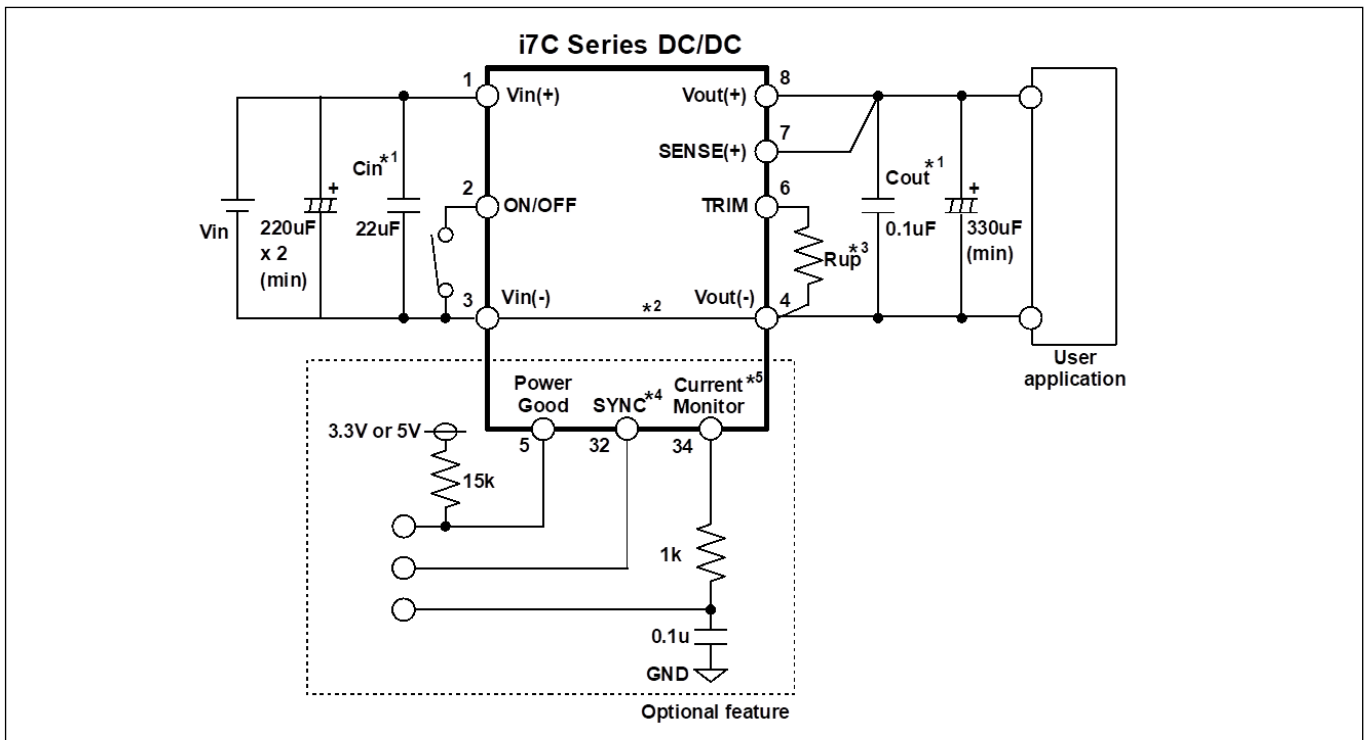 i7C Series DC/DC
1
Vin(+)
Vout(+)
8
7
SENSE(+)
Cin*1
2
ON/OFF
TRIM
6
Cout*1
+
+
Vin
220uF
x 2
(min)
22uF
Rup*3
0.1uF
330uF
(min)
3
Vin(-)
*2
Vout(-)
4
User
application
Power
Good
SYNC*4
Current*5
Monitor
3.3V or 5V
5
32
34
15k
1k
0.1u
GND
Optional feature